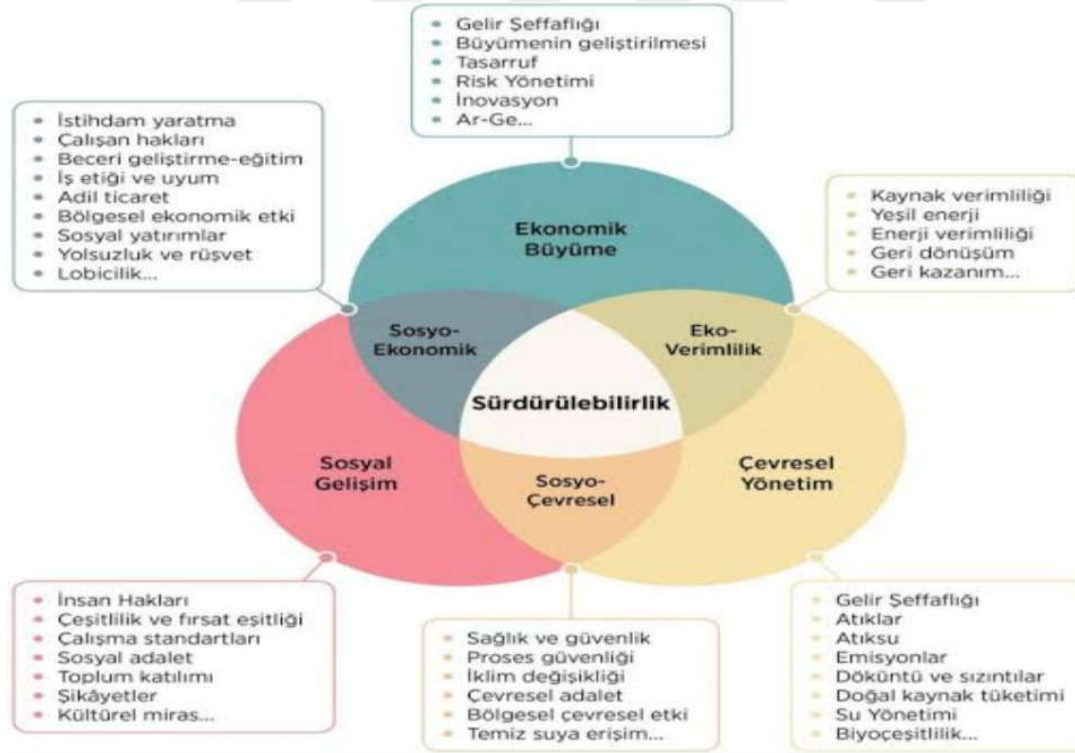 • Gelir Şeffaflığı
• Büyümenin geliştirilmesi
• Tasarruf
• Risk Yönetimi
• İnovasyon
• Ar-Ge...
• İstihdam yaratma
• Çalışan hakları
• Beceri geliştirme-eğitim
• İş etiği ve uyum
• Adil ticaret
• Bölgesel ekonomik etki
• Sosyal yatırımlar
• Yolsuzluk ve rüşvet
• Lobicilik...
• Kaynak verimliliği
• Yeşil enerji
• Enerji verimliliği
• Geri dönüşüm
• Geri kazanım...
Ekonomik
Büyüme
Sosyo-
Ekonomik
Eko-
Verimlilik
Sürdürülebilirlik
Sosyal
Gelişim
Sosyo-
Çevresel
Çevresel
Yönetim
• İnsan Hakları
• Çeşitlilik ve fırsat eşitliği
• Çalışma standartları
• Sosyal adalet
• Toplum katılımı
• Şikâyetler
• Kültürel miras...
• Sağlık ve güvenlik
• Proses güvenliği
• İklim değişikliği
• Çevresel adalet
• Bölgesel çevresel etki
• Temiz suya erişim...
• Gelir Şeffaflığı
• Atıklar
• Atıksu
• Emisyonlar
• Döküntü ve sızıntılar
• Doğal kaynak tüketimi
• Su Yönetimi
• Biyoçeşitlilik...